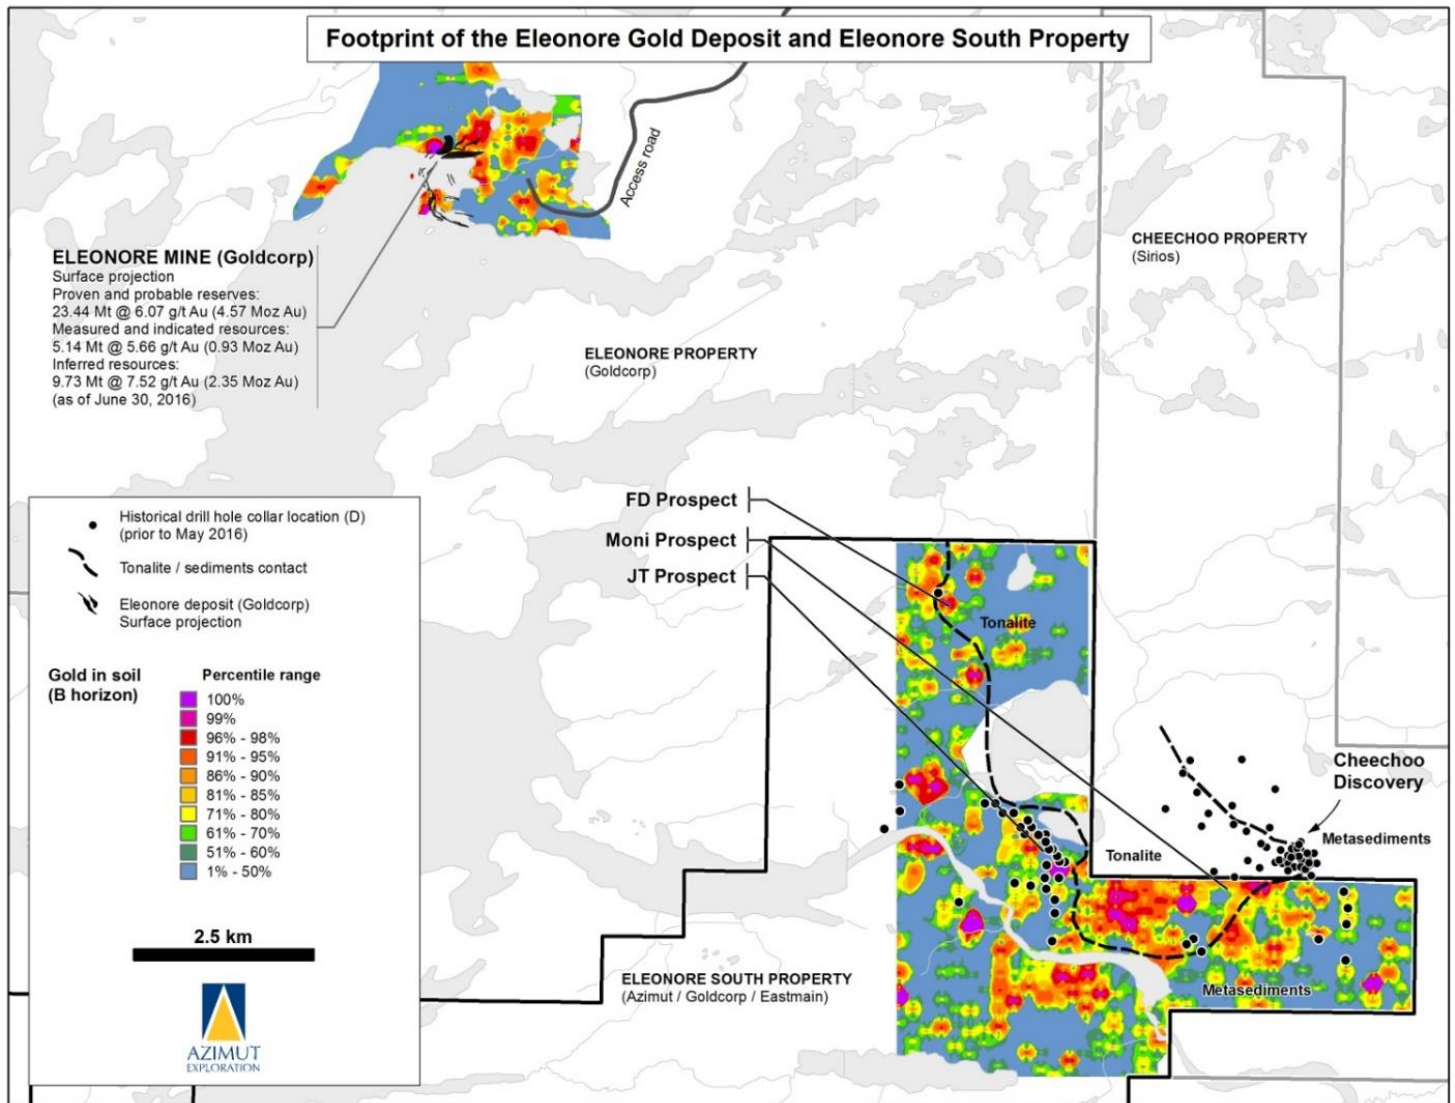 Footprint of the Eleonore Gold Deposit and Eleonore South Property
Access road
ELEONORE MINE (Goldcorp)
Surface projection
Proven and probable reserves:
23.44 Mt @ 6.07 g/t Au (4.57 Moz Au)
Measured and indicated resources:
5.14 Mt @ 5.66 g/t Au (0.93 Moz Au)
Inferred resources:
9.73 Mt @ 7.52 g/t Au (2.35 Moz Au)
(as of June 30, 2016)
CHEECHOO PROPERTY
(Sirios)
ELEONORE PROPERTY
(Goldcorp)
FD Prospect
Moni Prospect
JT Prospect
Historical drill hole collar location (D)
(prior to May 2016)
Tonalite / sediments contact
Eleonore deposit (Goldcorp)
Surface projection
Gold in soil
(B horizon)
Percentile range
100%
99%
96% - 98%
91% - 95%
86% - 90%
81% - 85%
71% - 80%
61% - 70%
51% - 60%
1% - 50%
2.5 km
AZIMUT
EXPLORATION
Tonalite
Cheechoo
Discovery
Metasediments
Tonalite
ELEONORE SOUTH PROPERTY
(Azimut / Goldcorp / Eastmain)
Metasediments